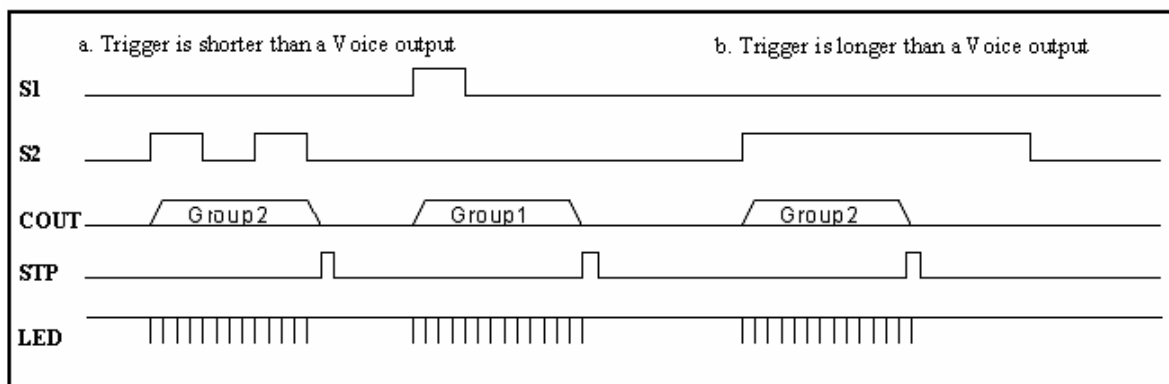 a. Trigger is shorter than a Voice output
b. Trigger is longer than a Voice output
S1
S2
COUT
Group2
Group1
Group2
STP
LED